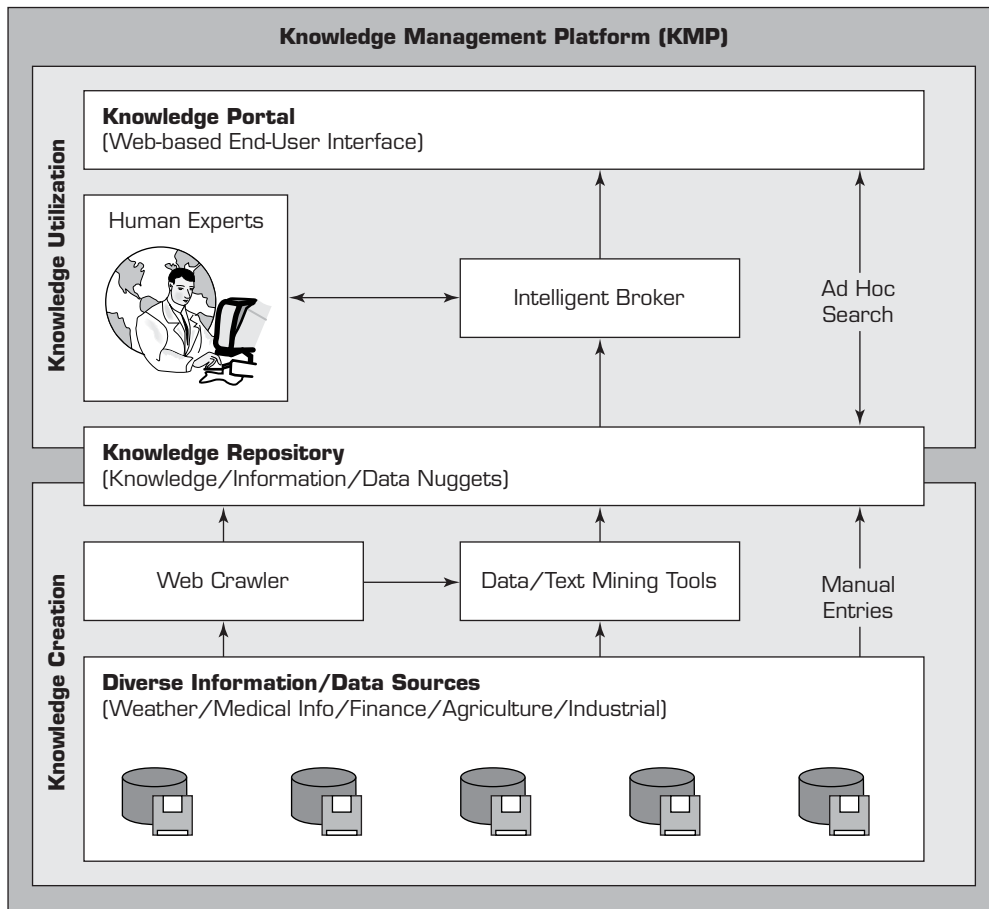 Knowledge Management Platform (KMP)
Knowledge Utilization
Knowledge Portal
(Web-based End-User Interface)
Human Experts
Intelligent Broker
Ad Hoc
Search
Knowledge Repository
(Knowledge/Information/Data Nuggets)
Knowledge Creation
Web Crawler
Data/Text Mining Tools
Manual
Entries
Diverse Information/Data Sources
(Weather/Medical Info/Finance/Agriculture/Industrial)